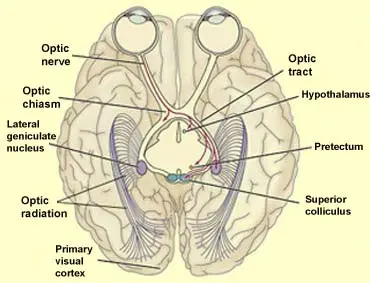 Optic
nerve
Optic
chiasm
Lateral
geniculate
nucleus
Optic
radiation
Primary
visual
cortex
Optic
tract
Hypothalamus
Pretectum
Superior
colliculus